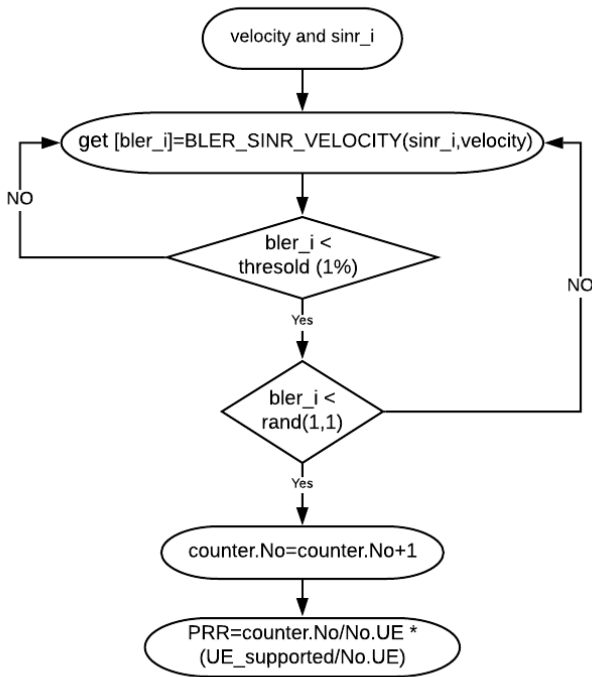 velocity and sinr_i
get [bler_i]=BLER_SINR_VELOCITY(sinr_i,velocity)
NO
bler_i <
thresold (1%)
NO
Yes
bler_i <
rand(1,1)
Yes
counter.No=counter.No+1
PRR=counter.No/No.UE *
(UE_supported/No.UE)